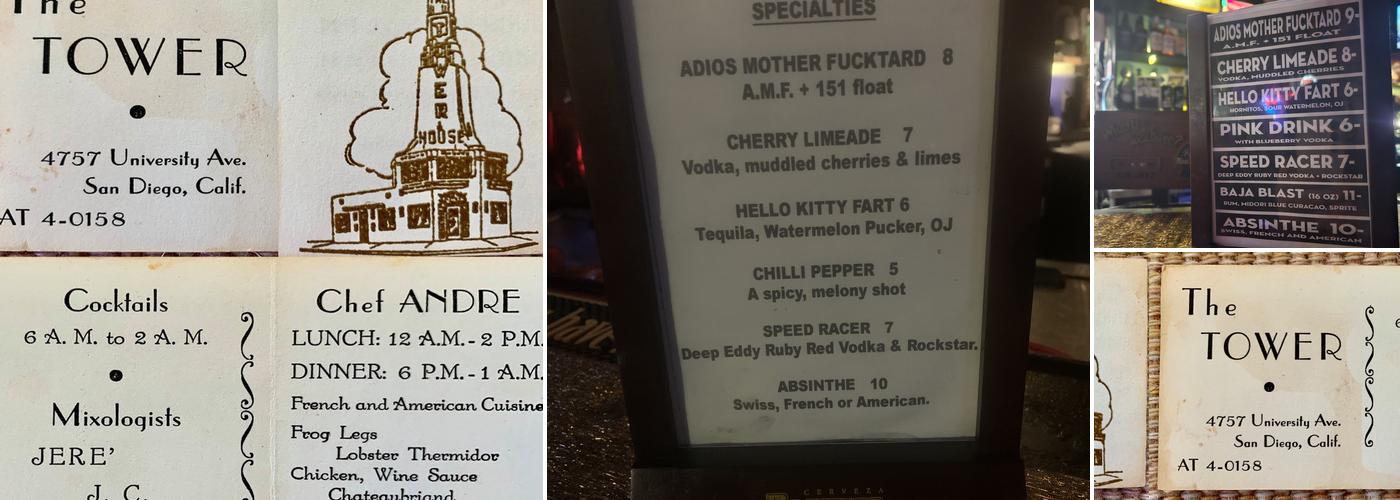 The
TOWER
4757 University Ave.
San Diego, Calif.
AT 4-0158
TOWER
HOUSE
Cocktails
6 A. M. to 2 A. M.
Mixologists
JERE'
J. C.
Chef ANDRE
LUNCH: 12 A.M. - 2 P.M.
DINNER: 6 P.M. - 1 A.M.
French and American Cuisine
Frog Legs
Lobster Thermidor
Chicken, Wine Sauce
Chateaubriand
SPECIALTIES
ADIOS MOTHER FUCKTARD 8
A.M.F. + 151 float
CHERRY LIMEADE 7
Vodka, muddled cherries & limes
HELLO KITTY FART 6
Tequila, Watermelon Pucker, OJ
CHILLI PEPPER 5
A spicy, melony shot
SPEED RACER 7
Deep Eddy Ruby Red Vodka & Rockstar.
ABSINTHE 10
Swiss, French or American.
CERVEZA
ADIOS MOTHER FUCKTARD 9-
A.M.F. + 151 FLOAT
CHERRY LIMEADE 8-
VODKA, MUDDLED CHERRIES
HELLO KITTY FART 6-
HORNITOS, SOUR WATERMELON, OJ
PINK DRINK 6-
WITH BLUEBERRY VODKA
SPEED RACER 7-
DEEP EDDY RUBY RED VODKA + ROCKSTAR
BAJA BLAST (16 OZ) 11-
RUM, MIDORI BLUE CURACAO, SPRITE
ABSINTHE 10-
SWISS, FRENCH AND AMERICAN
The
TOWER
4757 University Ave.
San Diego, Calif.
AT 4-0158